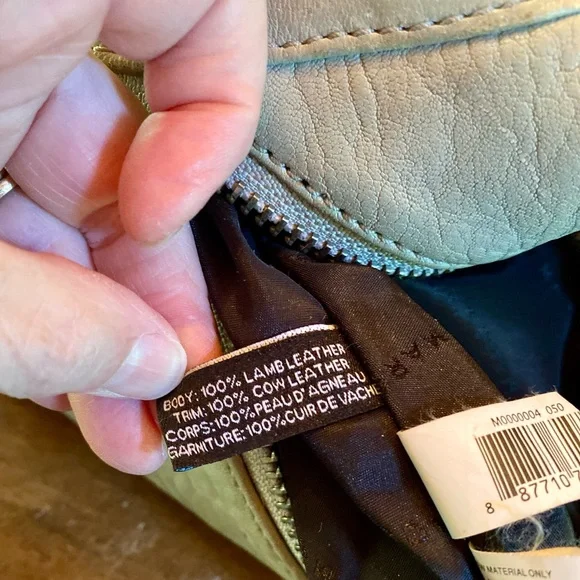 BODY: 100% LAMB LEATHER
TRIM: 100% COW LEATHER
CORPS: 100% PEAU D'AGNEAU
GARNITURE: 100% CUIR DE VACHE
M0000004 050
8 87710
MATERIAL ONLY